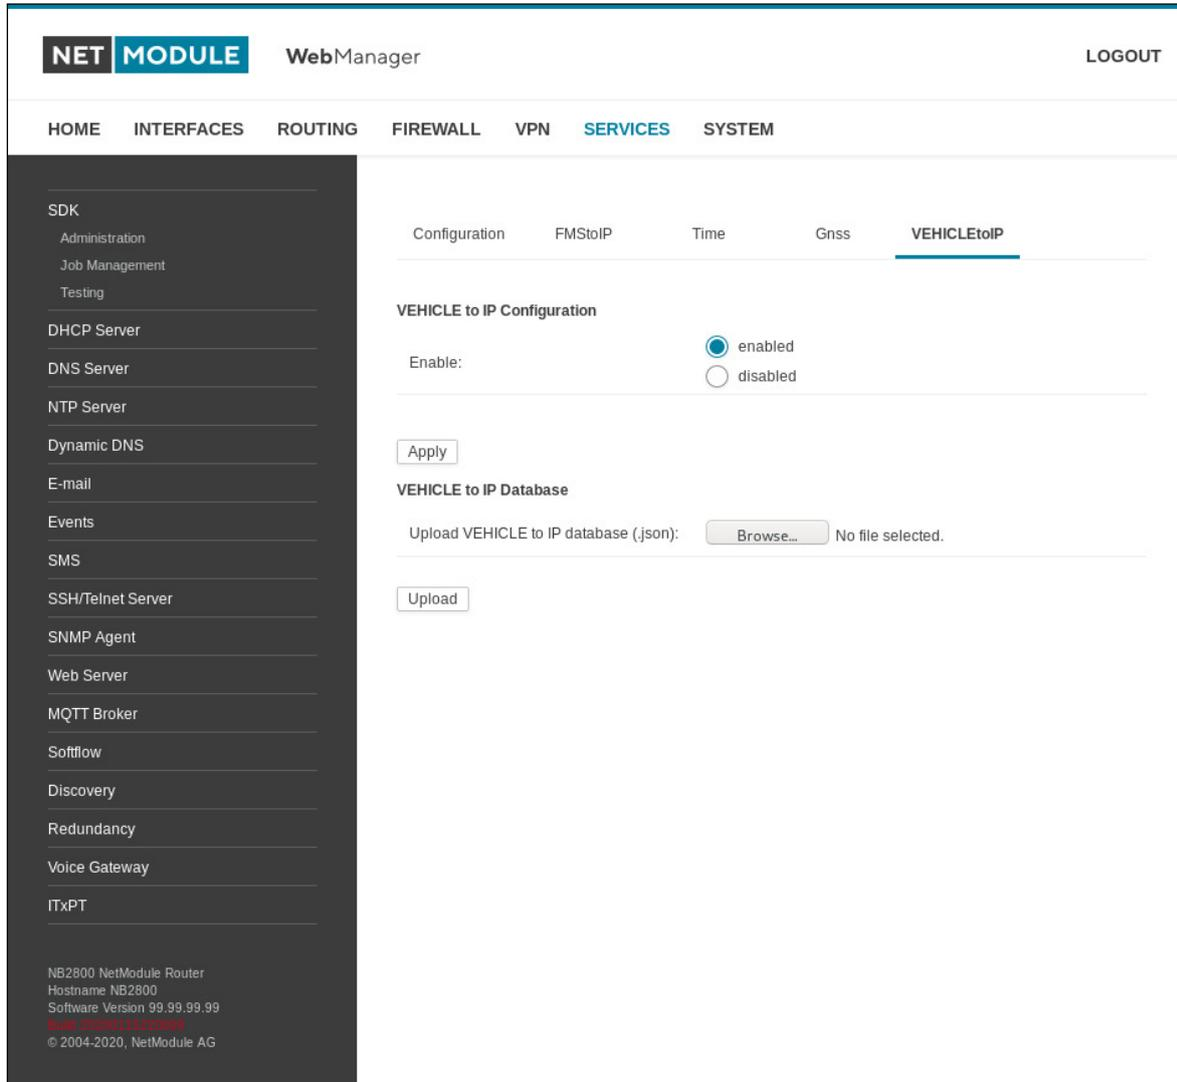 NET MODULE WebManager LOGOUT
HOME INTERFACES ROUTING FIREWALL VPN SERVICES SYSTEM
SDK
Administration
Job Management
Testing
DHCP Server
DNS Server
NTP Server
Dynamic DNS
E-mail
Events
SMS
SSH/Telnet Server
SNMP Agent
Web Server
MQTT Broker
Softflow
Discovery
Redundancy
Voice Gateway
ITxPT
NB2800 NetModule Router
Hostname NB2800
Software Version 99.99.99.99
Build
© 2004-2020, NetModule AG
Configuration FMStoIP Time Gnss VEHICLEtoIP
VEHICLE to IP Configuration
Enable: enabled
disabled
Apply
VEHICLE to IP Database
Upload VEHICLE to IP database (.json): Browse... No file selected.
Upload